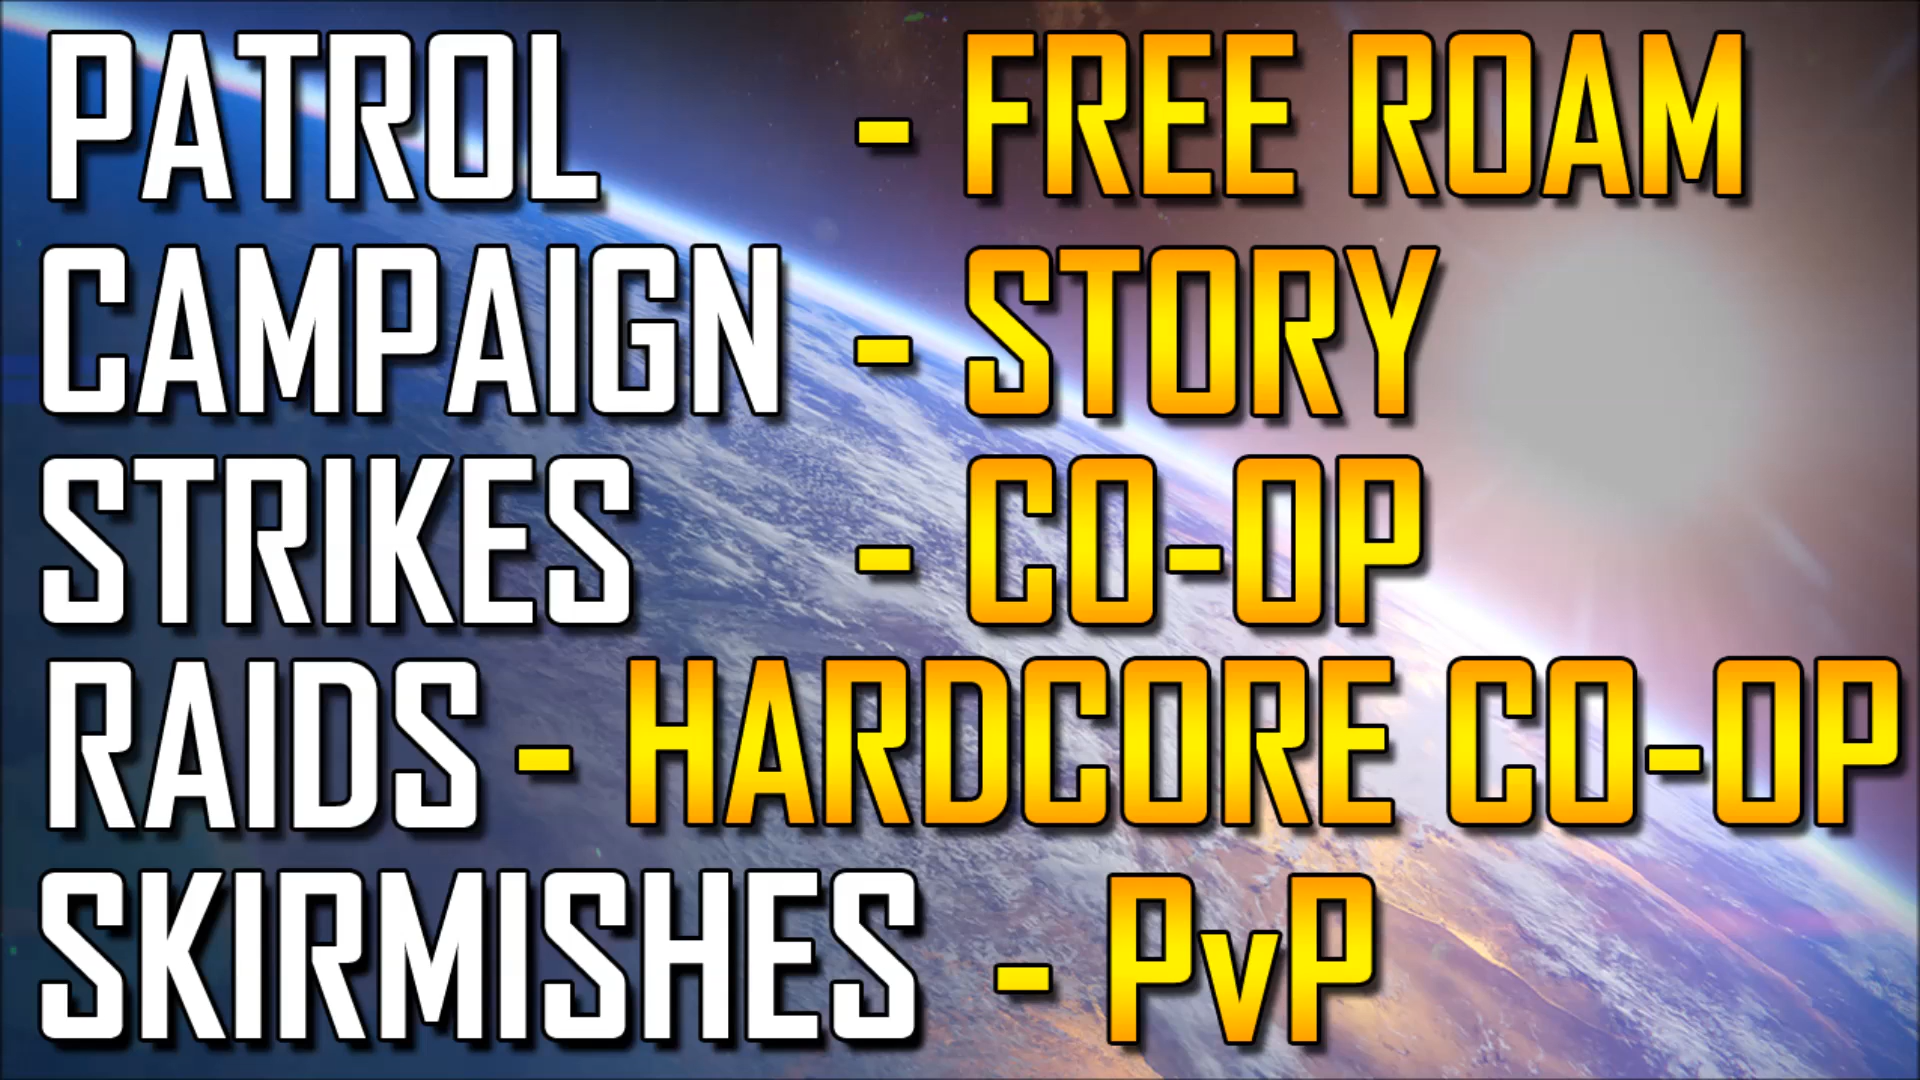 PATROL - FREE ROAM
CAMPAIGN - STORY
STRIKES - CO-OP
RAIDS - HARDCORE CO-OP
SKIRMISHES - PvP